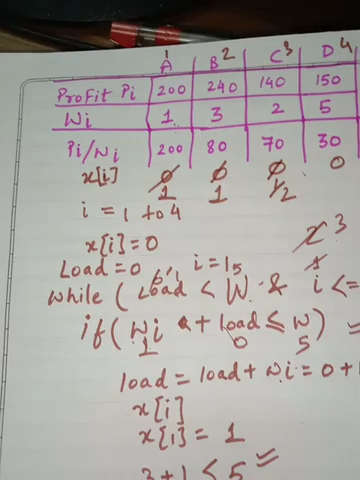 1 2 3 4
A B C D
Profit Pi 200 240 140 150
Wi 1 3 2 5
Pi/Wi 200 80 70 30
x[i] 0 0 0 0
1 1 1/2
i = 1 to 4
x[i] = 0
Load = 0 i = 1 2 3
while ( Load < W & i <=
if ( Wi + load ≤ W )
1 0 5
load = load + wi = 0 +
x[i]
x[i] = 1
3+1 < 5